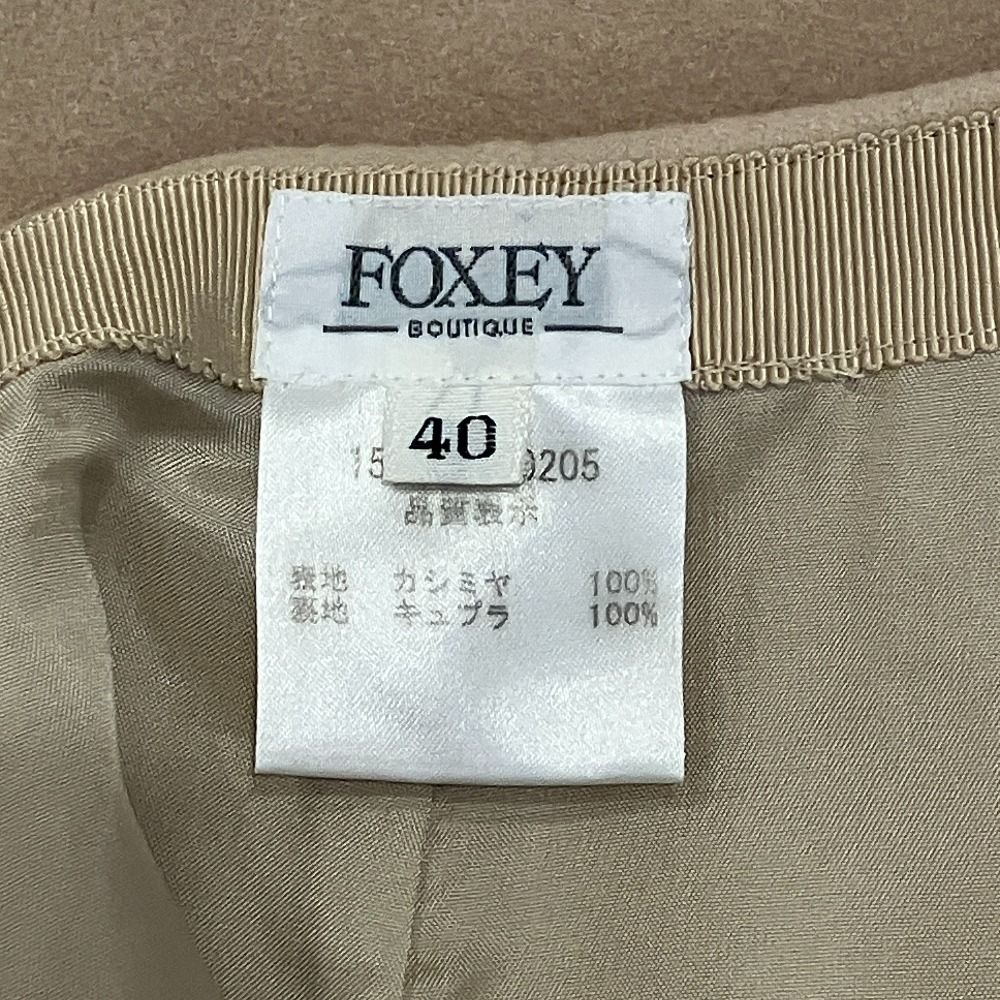 FOXEY
BOUTIQUE
40
15 0205
品質表示
表地 カシミヤ 100%
裏地 キュプラ 100%